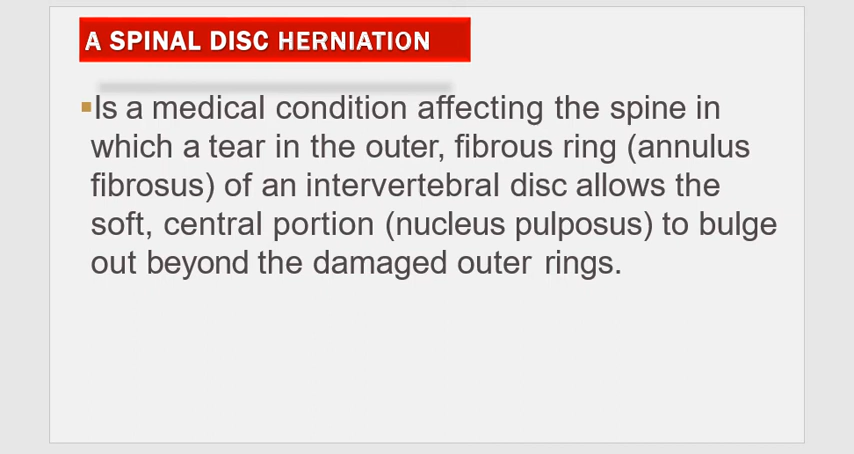 A SPINAL DISC HERNIATION
▪Is a medical condition affecting the spine in
which a tear in the outer, fibrous ring (annulus
fibrosus) of an intervertebral disc allows the
soft, central portion (nucleus pulposus) to bulge
out beyond the damaged outer rings.